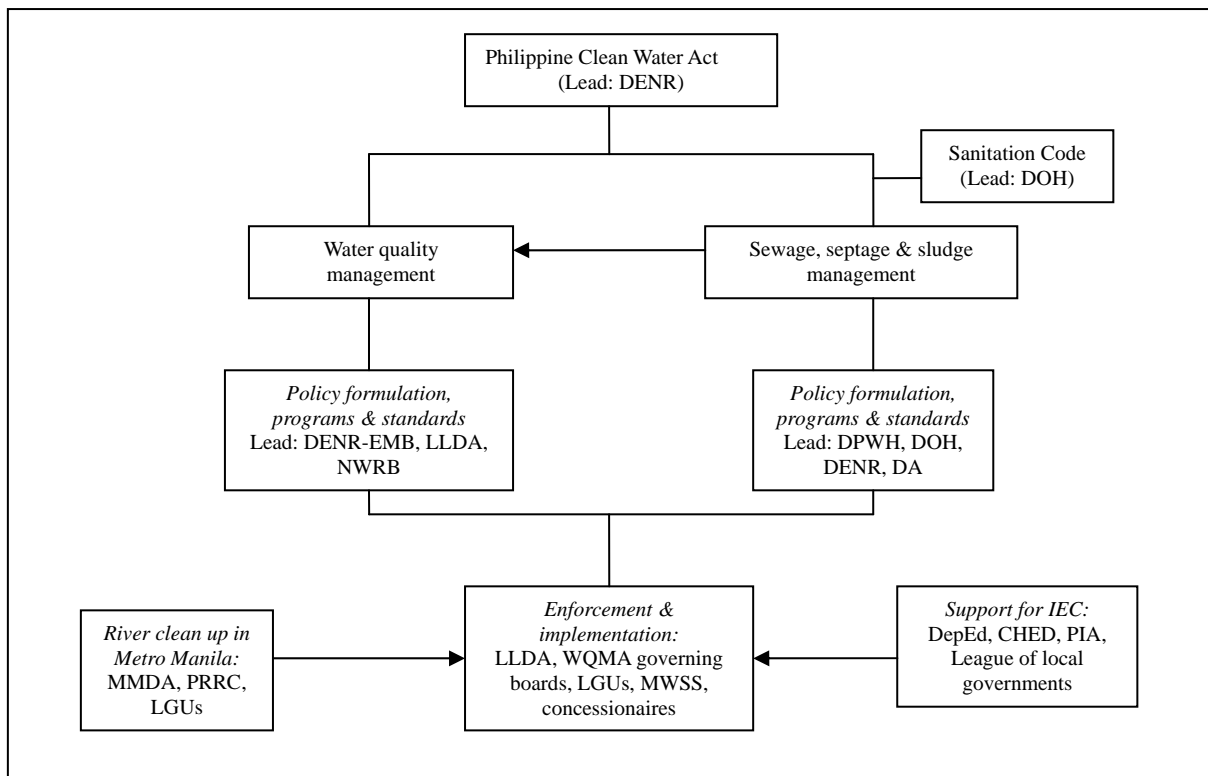 Philippine Clean Water Act
(Lead: DENR)
Sanitation Code
(Lead: DOH)
Water quality
management
Sewage, septage & sludge
management
Policy formulation,
programs & standards
Lead: DENR-EMB, LLDA,
NWRB
Policy formulation,
programs & standards
Lead: DPWH, DOH,
DENR, DA
River clean up in
Metro Manila:
MMDA, PRRC,
LGUs
Enforcement &
implementation:
LLDA, WQMA governing
boards, LGUs, MWSS,
concessionaires
Support for IEC:
DepEd, CHED, PIA,
League of local
governments